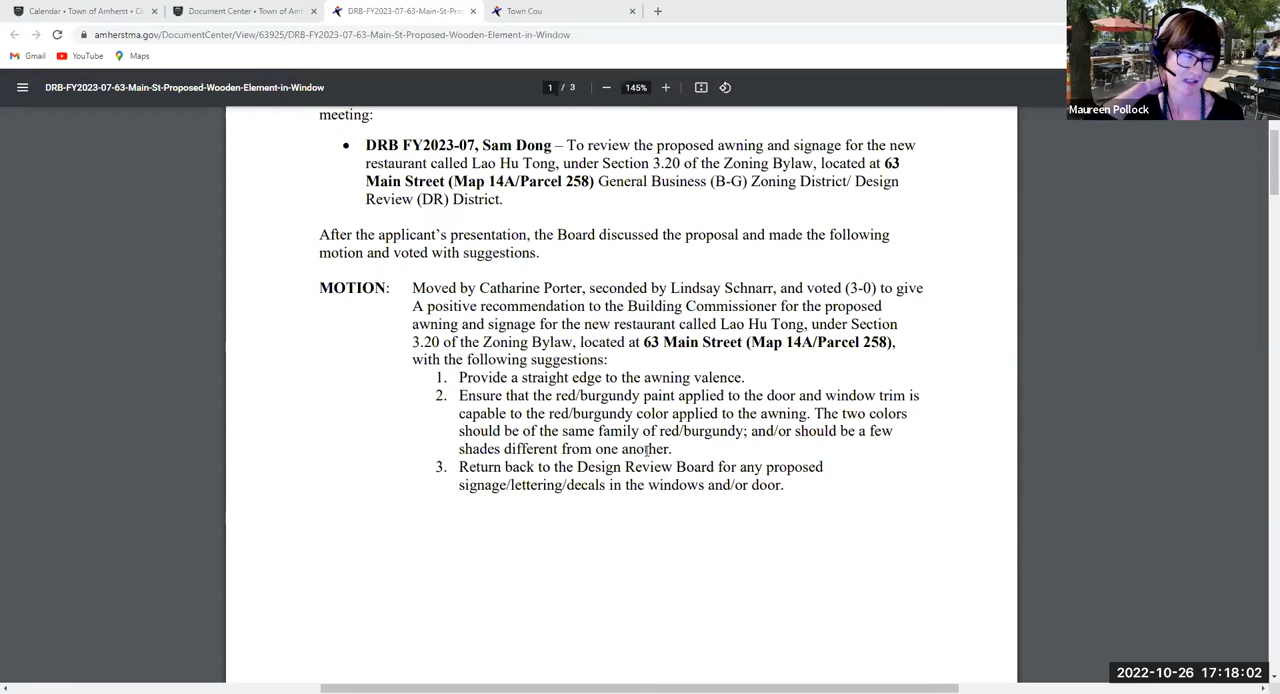 Calendar • Town of Amherst • Ci
Document Center • Town of Amh
DRB-FY2023-07-63-Main-St-Prop
Town Cou
amherstma.gov/DocumentCenter/View/63925/DRB-FY2023-07-63-Main-St-Proposed-Wooden-Element-in-Window
Gmail YouTube Maps
DRB-FY2023-07-63-Main-St-Proposed-Wooden-Element-in-Window
1 / 3
145%
Maureen Pollock
meeting:
• DRB FY2023-07, Sam Dong – To review the proposed awning and signage for the new
restaurant called Lao Hu Tong, under Section 3.20 of the Zoning Bylaw, located at 63
Main Street (Map 14A/Parcel 258) General Business (B-G) Zoning District/ Design
Review (DR) District.
After the applicant’s presentation, the Board discussed the proposal and made the following
motion and voted with suggestions.
MOTION: Moved by Catharine Porter, seconded by Lindsay Schnarr, and voted (3-0) to give
A positive recommendation to the Building Commissioner for the proposed
awning and signage for the new restaurant called Lao Hu Tong, under Section
3.20 of the Zoning Bylaw, located at 63 Main Street (Map 14A/Parcel 258),
with the following suggestions:
1. Provide a straight edge to the awning valence.
2. Ensure that the red/burgundy paint applied to the door and window trim is
capable to the red/burgundy color applied to the awning. The two colors
should be of the same family of red/burgundy; and/or should be a few
shades different from one another.
3. Return back to the Design Review Board for any proposed
signage/lettering/decals in the windows and/or door.
2022-10-26 17:18:02